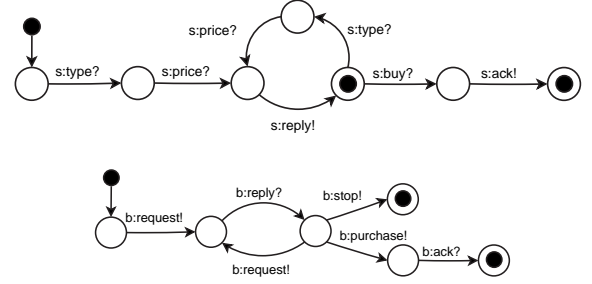 s:price?
s:type?
s:type?
s:price?
s:buy?
s:ack!
s:reply!
b:reply?
b:stop!
b:request!
b:purchase!
b:ack?
b:request!